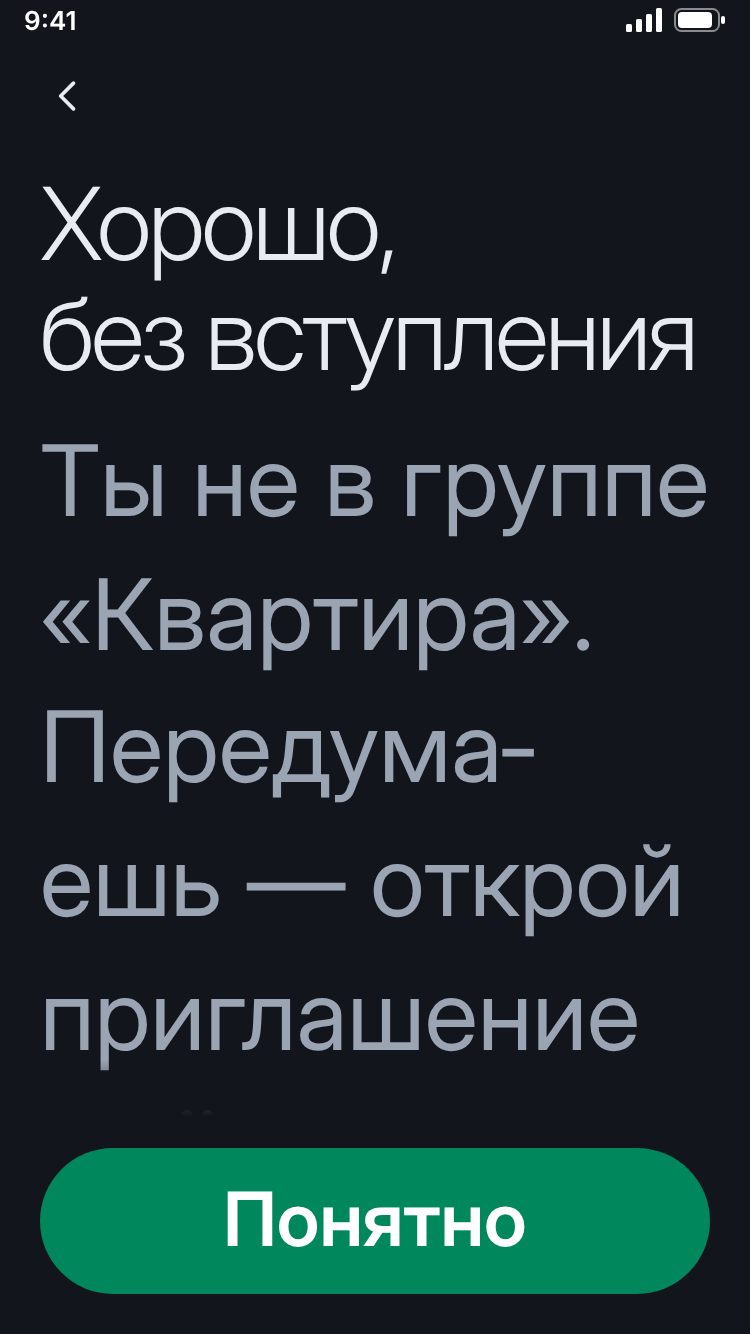 9:41
Хорошо,
без вступления
Ты не в группе
«Квартира».
Передума-
ешь — открой
приглашение
Понятно